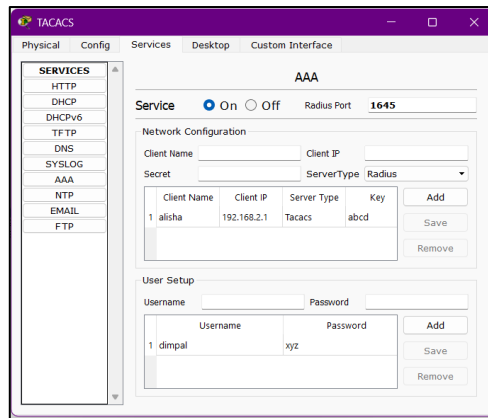 TACACS
Physical Config Services Desktop Custom Interface
SERVICES
HTTP
DHCP
DHCPv6
TFTP
DNS
SYSLOG
AAA
NTP
EMAIL
FTP
AAA
Service On Off Radius Port 1645
Network Configuration
Client Name Client IP
Secret ServerType Radius
Client Name Client IP Server Type Key
1 alisha 192.168.2.1 Tacacs abcd
Add
Save
Remove
User Setup
Username Password
Username Password
1 dimpal xyz
Add
Save
Remove